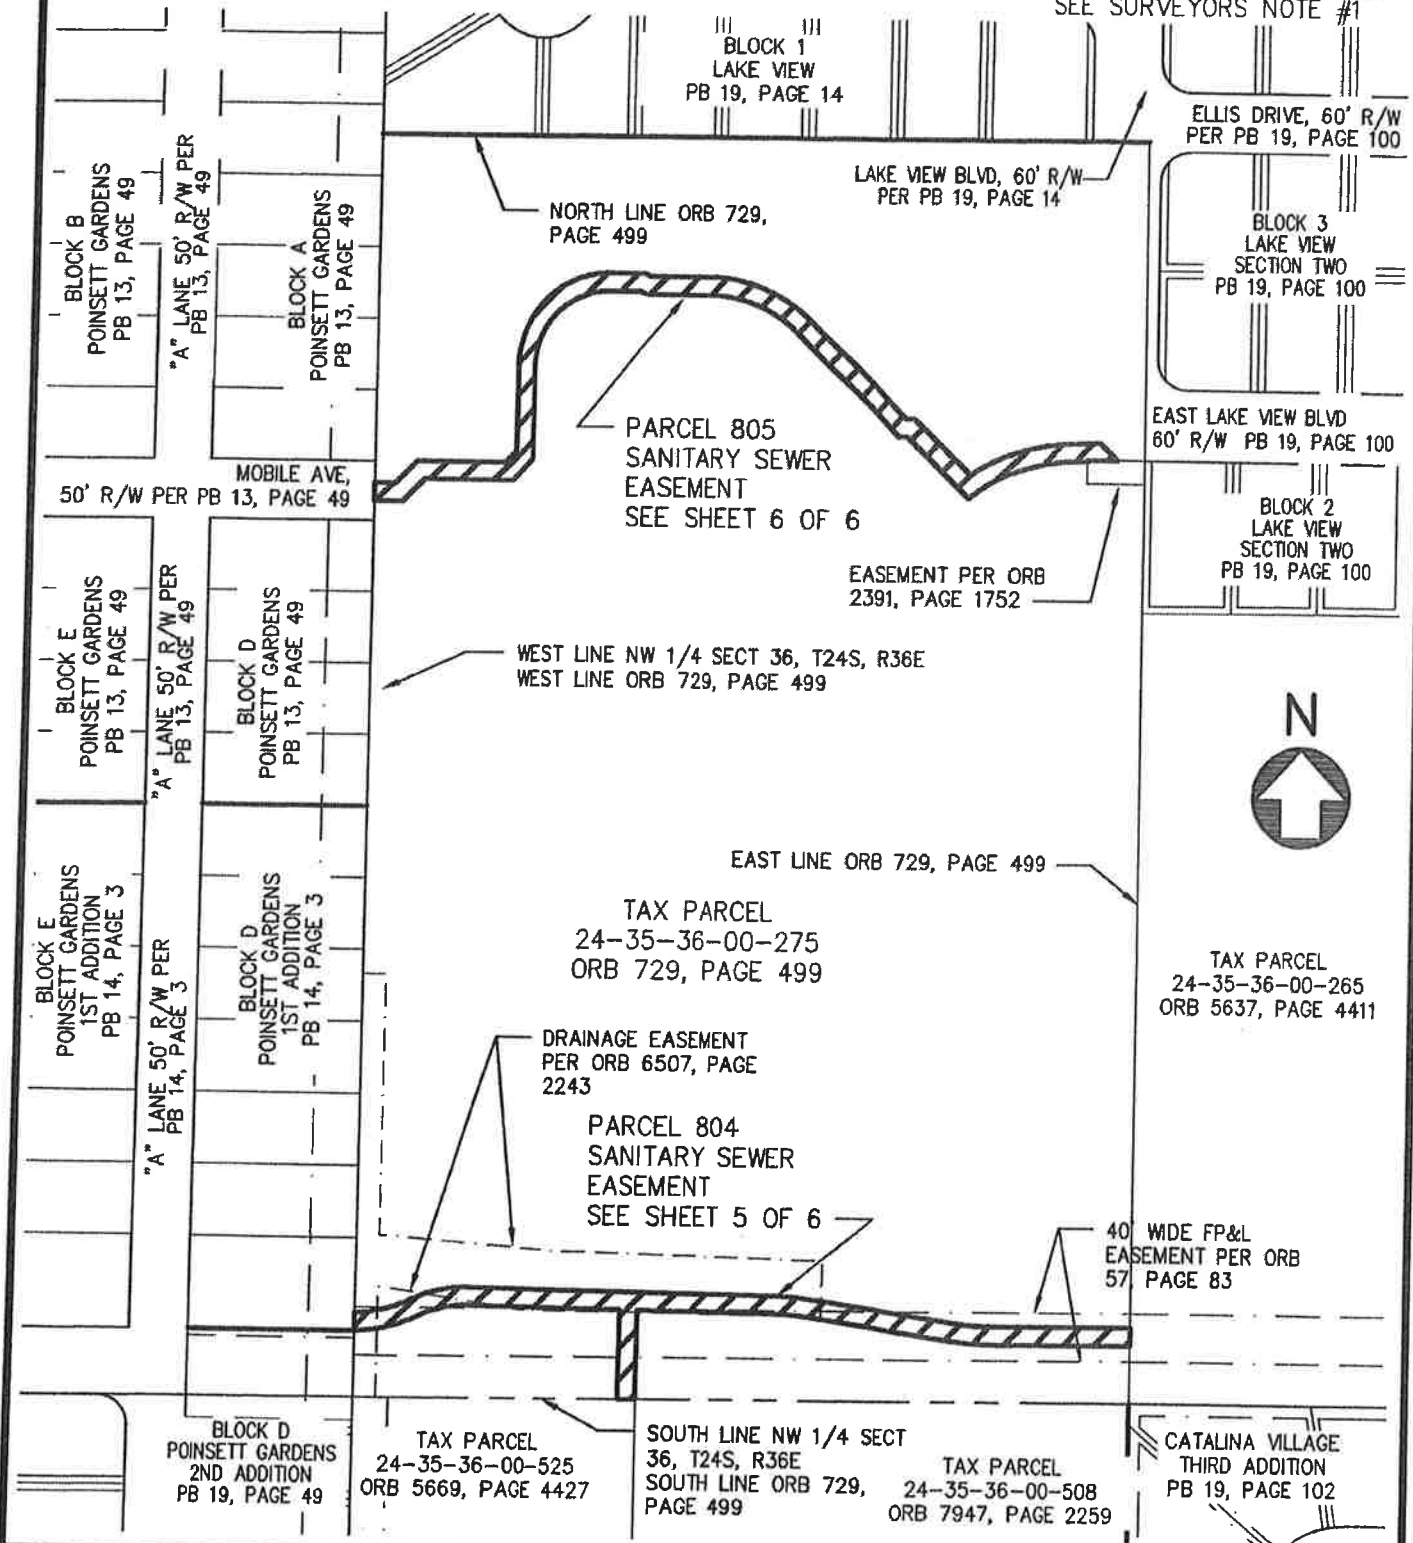 SEE SURVEYORS NOTE #1
BLOCK 1
LAKE VIEW
PB 19, PAGE 14
ELLIS DRIVE, 60' R/W
PER PB 19, PAGE 100
LAKE VIEW BLVD, 60' R/W
PER PB 19, PAGE 14
BLOCK B
POINSETT GARDENS
PB 13, PAGE 49
"A" LANE 50' R/W PER
PB 13, PAGE 49
BLOCK A
POINSETT GARDENS
PB 13, PAGE 49
NORTH LINE ORB 729,
PAGE 499
BLOCK 3
LAKE VIEW
SECTION TWO
PB 19, PAGE 100
PARCEL 805
SANITARY SEWER
EASEMENT
SEE SHEET 6 OF 6
EAST LAKE VIEW BLVD
60' R/W PB 19, PAGE 100
MOBILE AVE,
50' R/W PER PB 13, PAGE 49
BLOCK 2
LAKE VIEW
SECTION TWO
PB 19, PAGE 100
EASEMENT PER ORB
2391, PAGE 1752
BLOCK E
POINSETT GARDENS
PB 13, PAGE 49
"A" LANE 50' R/W PER
PB 13, PAGE 49
BLOCK D
POINSETT GARDENS
PB 13, PAGE 49
WEST LINE NW 1/4 SECT 36, T24S, R36E
WEST LINE ORB 729, PAGE 499
N
EAST LINE ORB 729, PAGE 499
TAX PARCEL
24-35-36-00-275
ORB 729, PAGE 499
TAX PARCEL
24-35-36-00-265
ORB 5637, PAGE 4411
BLOCK E
POINSETT GARDENS
1ST ADDITION
PB 14, PAGE 3
"A" LANE 50' R/W PER
PB 14, PAGE 3
BLOCK D
POINSETT GARDENS
1ST ADDITION
PB 14, PAGE 3
DRAINAGE EASEMENT
PER ORB 6507, PAGE
2243
PARCEL 804
SANITARY SEWER
EASEMENT
SEE SHEET 5 OF 6
40' WIDE FP&L
EASEMENT PER ORB
57, PAGE 83
BLOCK D
POINSETT GARDENS
2ND ADDITION
PB 19, PAGE 49
TAX PARCEL
24-35-36-00-525
ORB 5669, PAGE 4427
SOUTH LINE NW 1/4 SECT
36, T24S, R36E
SOUTH LINE ORB 729,
PAGE 499
TAX PARCEL
24-35-36-00-508
ORB 7947, PAGE 2259
CATALINA VILLAGE
THIRD ADDITION
PB 19, PAGE 102